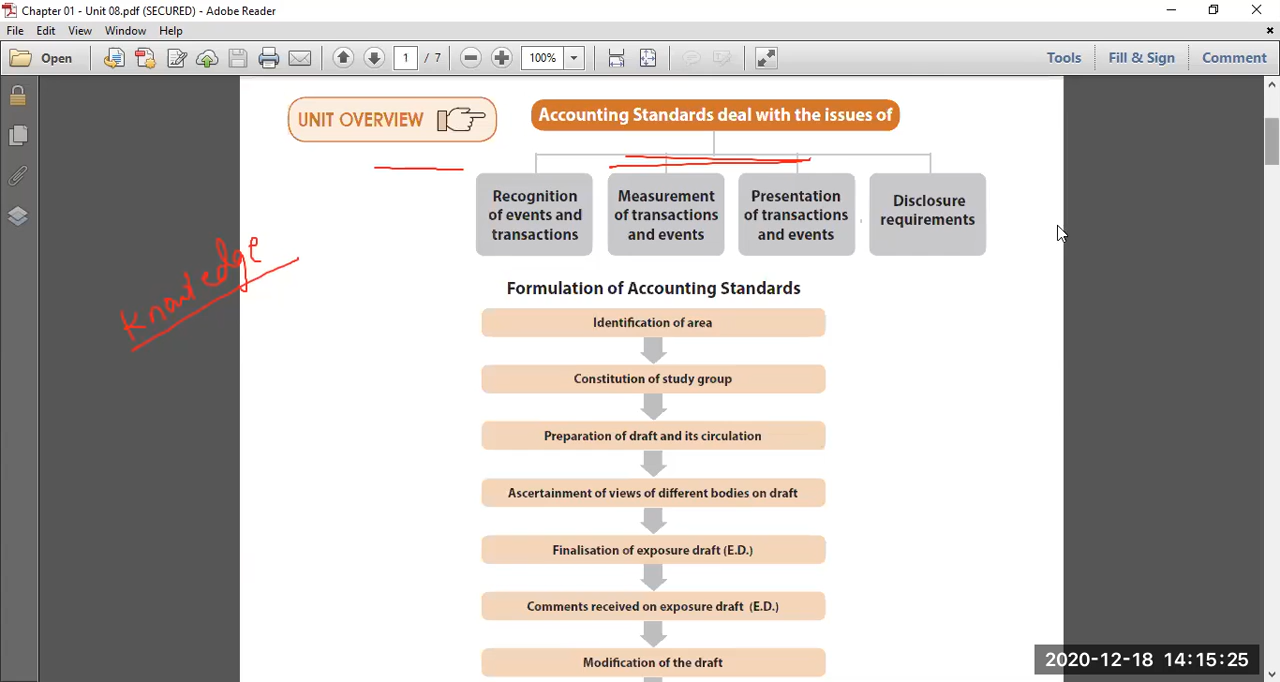 Chapter 01 - Unit 08.pdf (SECURED) - Adobe Reader
File Edit View Window Help
Open 1 / 7 100% Tools Fill & Sign Comment
UNIT OVERVIEW
Accounting Standards deal with the issues of
Recognition
of events and
transactions
Measurement
of transactions
and events
Presentation
of transactions
and events
Disclosure
requirements
Knowledge
Formulation of Accounting Standards
Identification of area
Constitution of study group
Preparation of draft and its circulation
Ascertainment of views of different bodies on draft
Finalisation of exposure draft (E.D.)
Comments received on exposure draft (E.D.)
Modification of the draft
2020-12-18 14:15:25